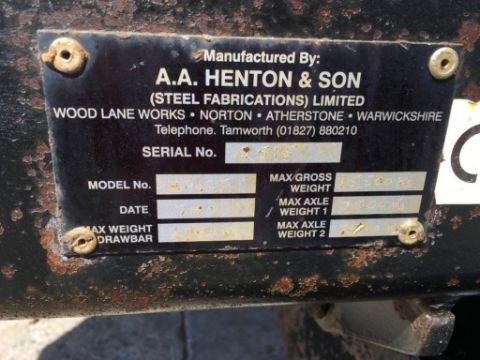 Manufactured By:
A.A. HENTON & SON
(STEEL FABRICATIONS) LIMITED
WOOD LANE WORKS • NORTON • ATHERSTONE • WARWICKSHIRE
Telephone. Tamworth (01827) 880210
SERIAL No.
MODEL No.
MAX/GROSS WEIGHT
DATE
MAX AXLE WEIGHT 1
MAX WEIGHT DRAWBAR
MAX AXLE WEIGHT 2